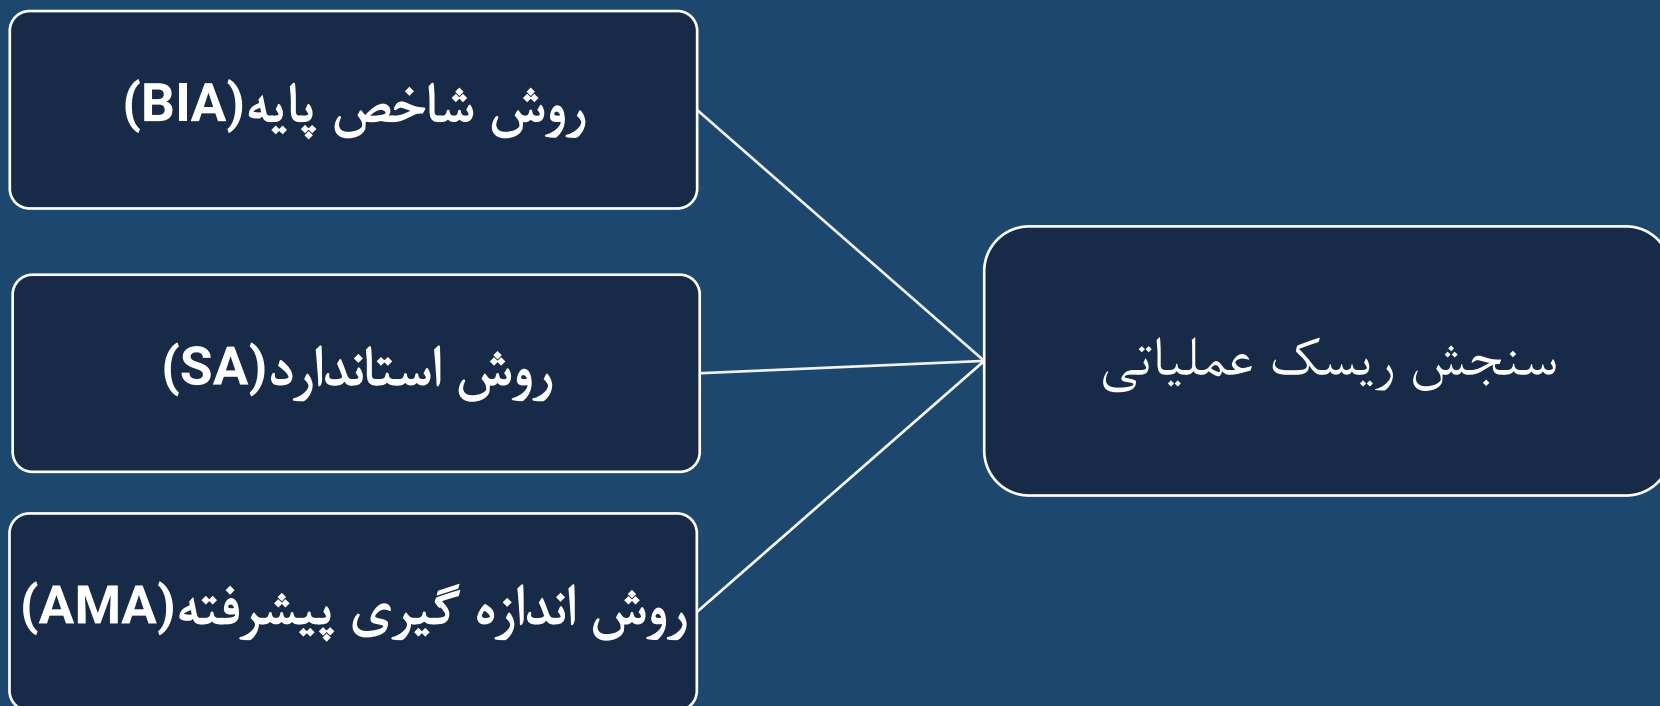 سنجش ریسک عملیاتی
روش شاخص پایه(BIA)
روش استاندارد(SA)
روش اندازه گیری پیشرفته(AMA)